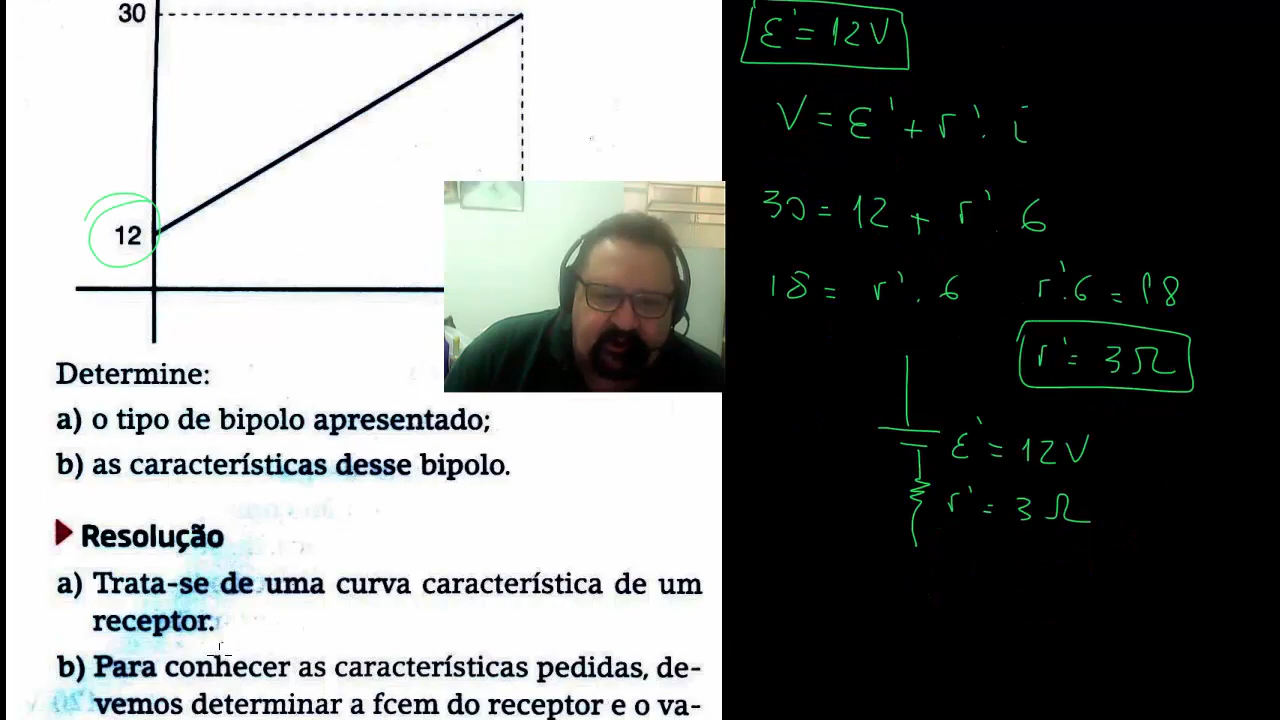 30
12
Determine:
a) o tipo de bipolo apresentado;
b) as características desse bipolo.
Resolução
a) Trata-se de uma curva característica de um
receptor.
b) Para conhecer as características pedidas, de-
vemos determinar a fcem do receptor e o va-
ε' = 12V
V = ε' + r' . i
30 = 12 + r' . 6
18 = r' . 6
r' . 6 = 18
r' = 3 Ω
ε' = 12V
r' = 3 Ω